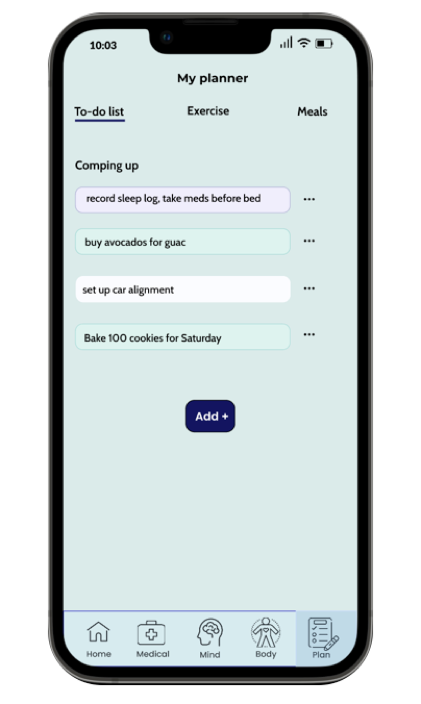 10:03
My planner
To-do list Exercise Meals
Comping up
record sleep log, take meds before bed
buy avocados for guac
set up car alignment
Bake 100 cookies for Saturday
Add +
Home Medical Mind Body Plan